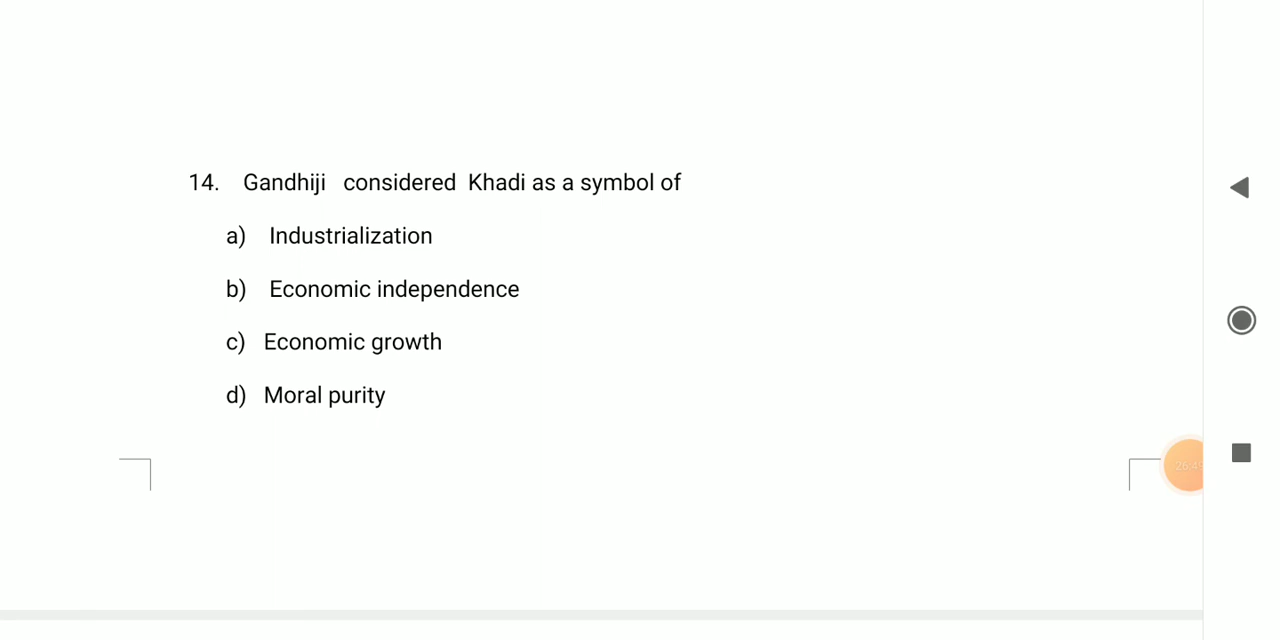 14. Gandhiji considered Khadi as a symbol of
a) Industrialization
b) Economic independence
c) Economic growth
d) Moral purity